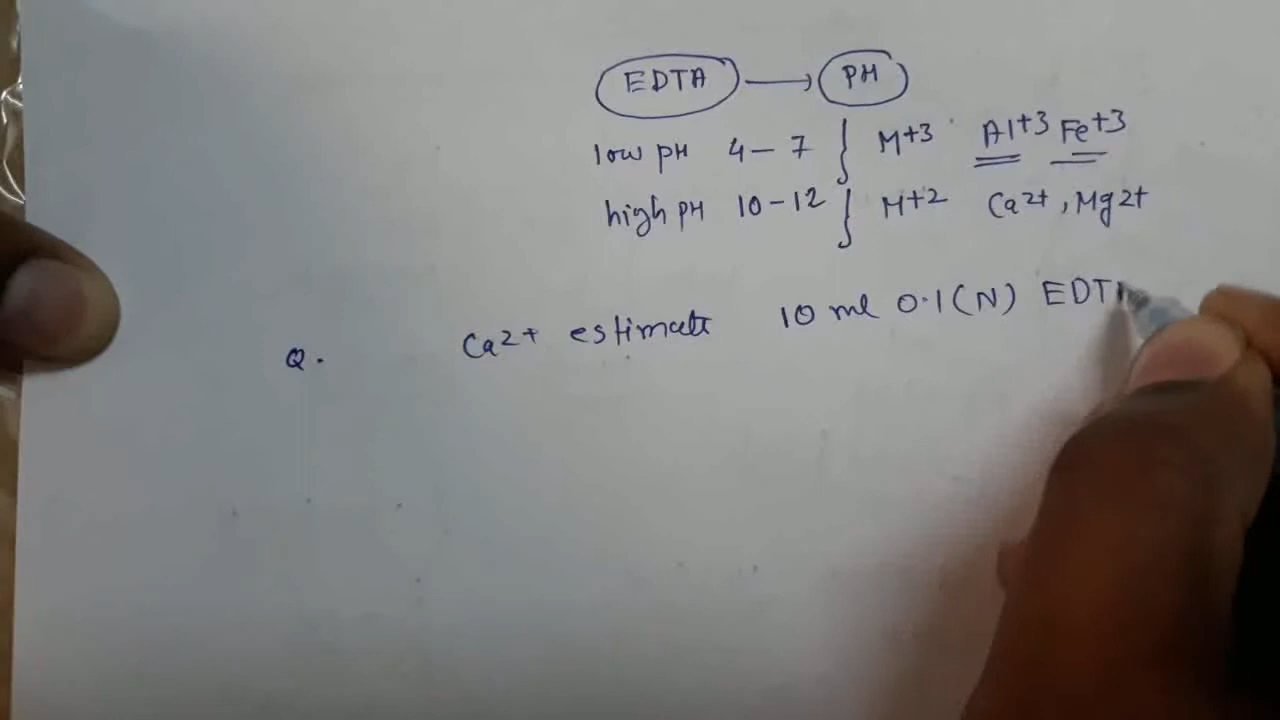 EDTA → PH
low pH 4-7 } M+3 Al+3 Fe+3
high PH 10-12 } M+2 Ca2+, Mg2+
Q. Ca2+ estimate 10 ml 0.1(N) EDT